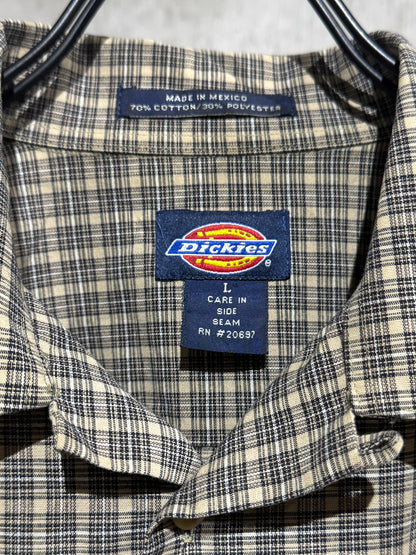 MADE IN MEXICO
70% COTTON/30% POLYESTER
Dickies
®
L
CARE IN
SIDE
SEAM
RN #20697